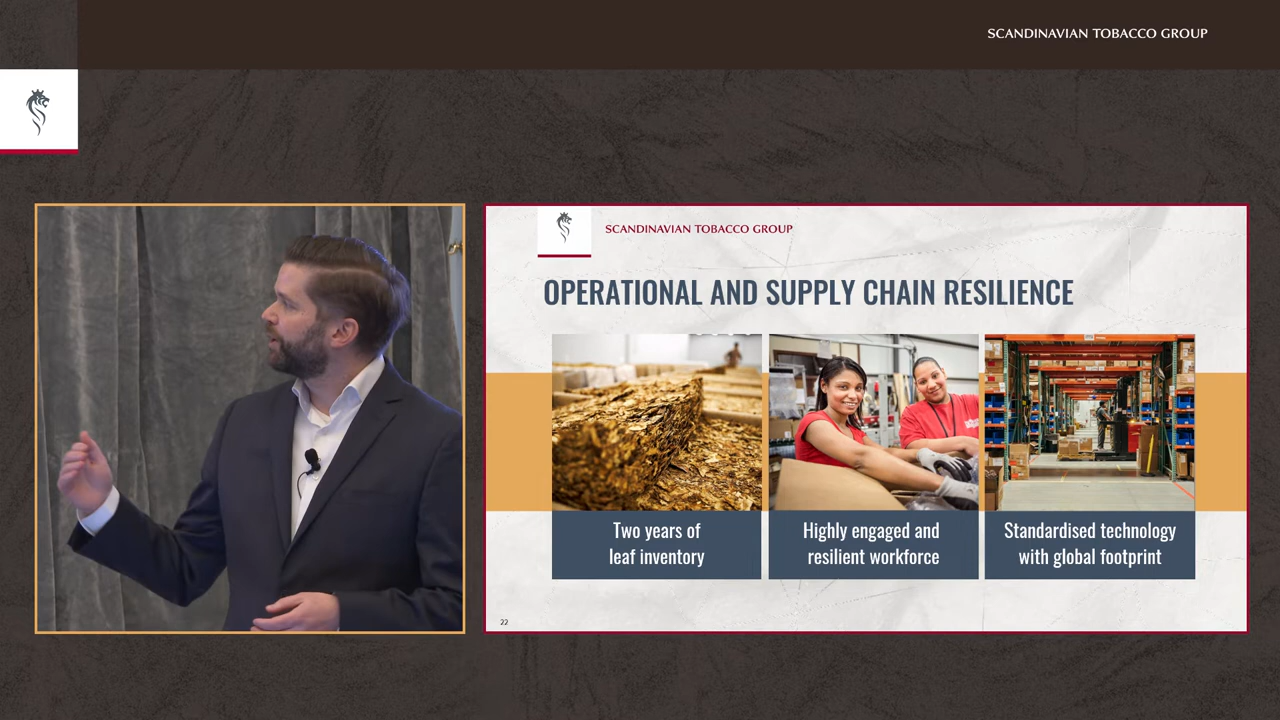 SCANDINAVIAN TOBACCO GROUP
SCANDINAVIAN TOBACCO GROUP
OPERATIONAL AND SUPPLY CHAIN RESILIENCE
Two years of
leaf inventory
Highly engaged and
resilient workforce
Standardised technology
with global footprint
22